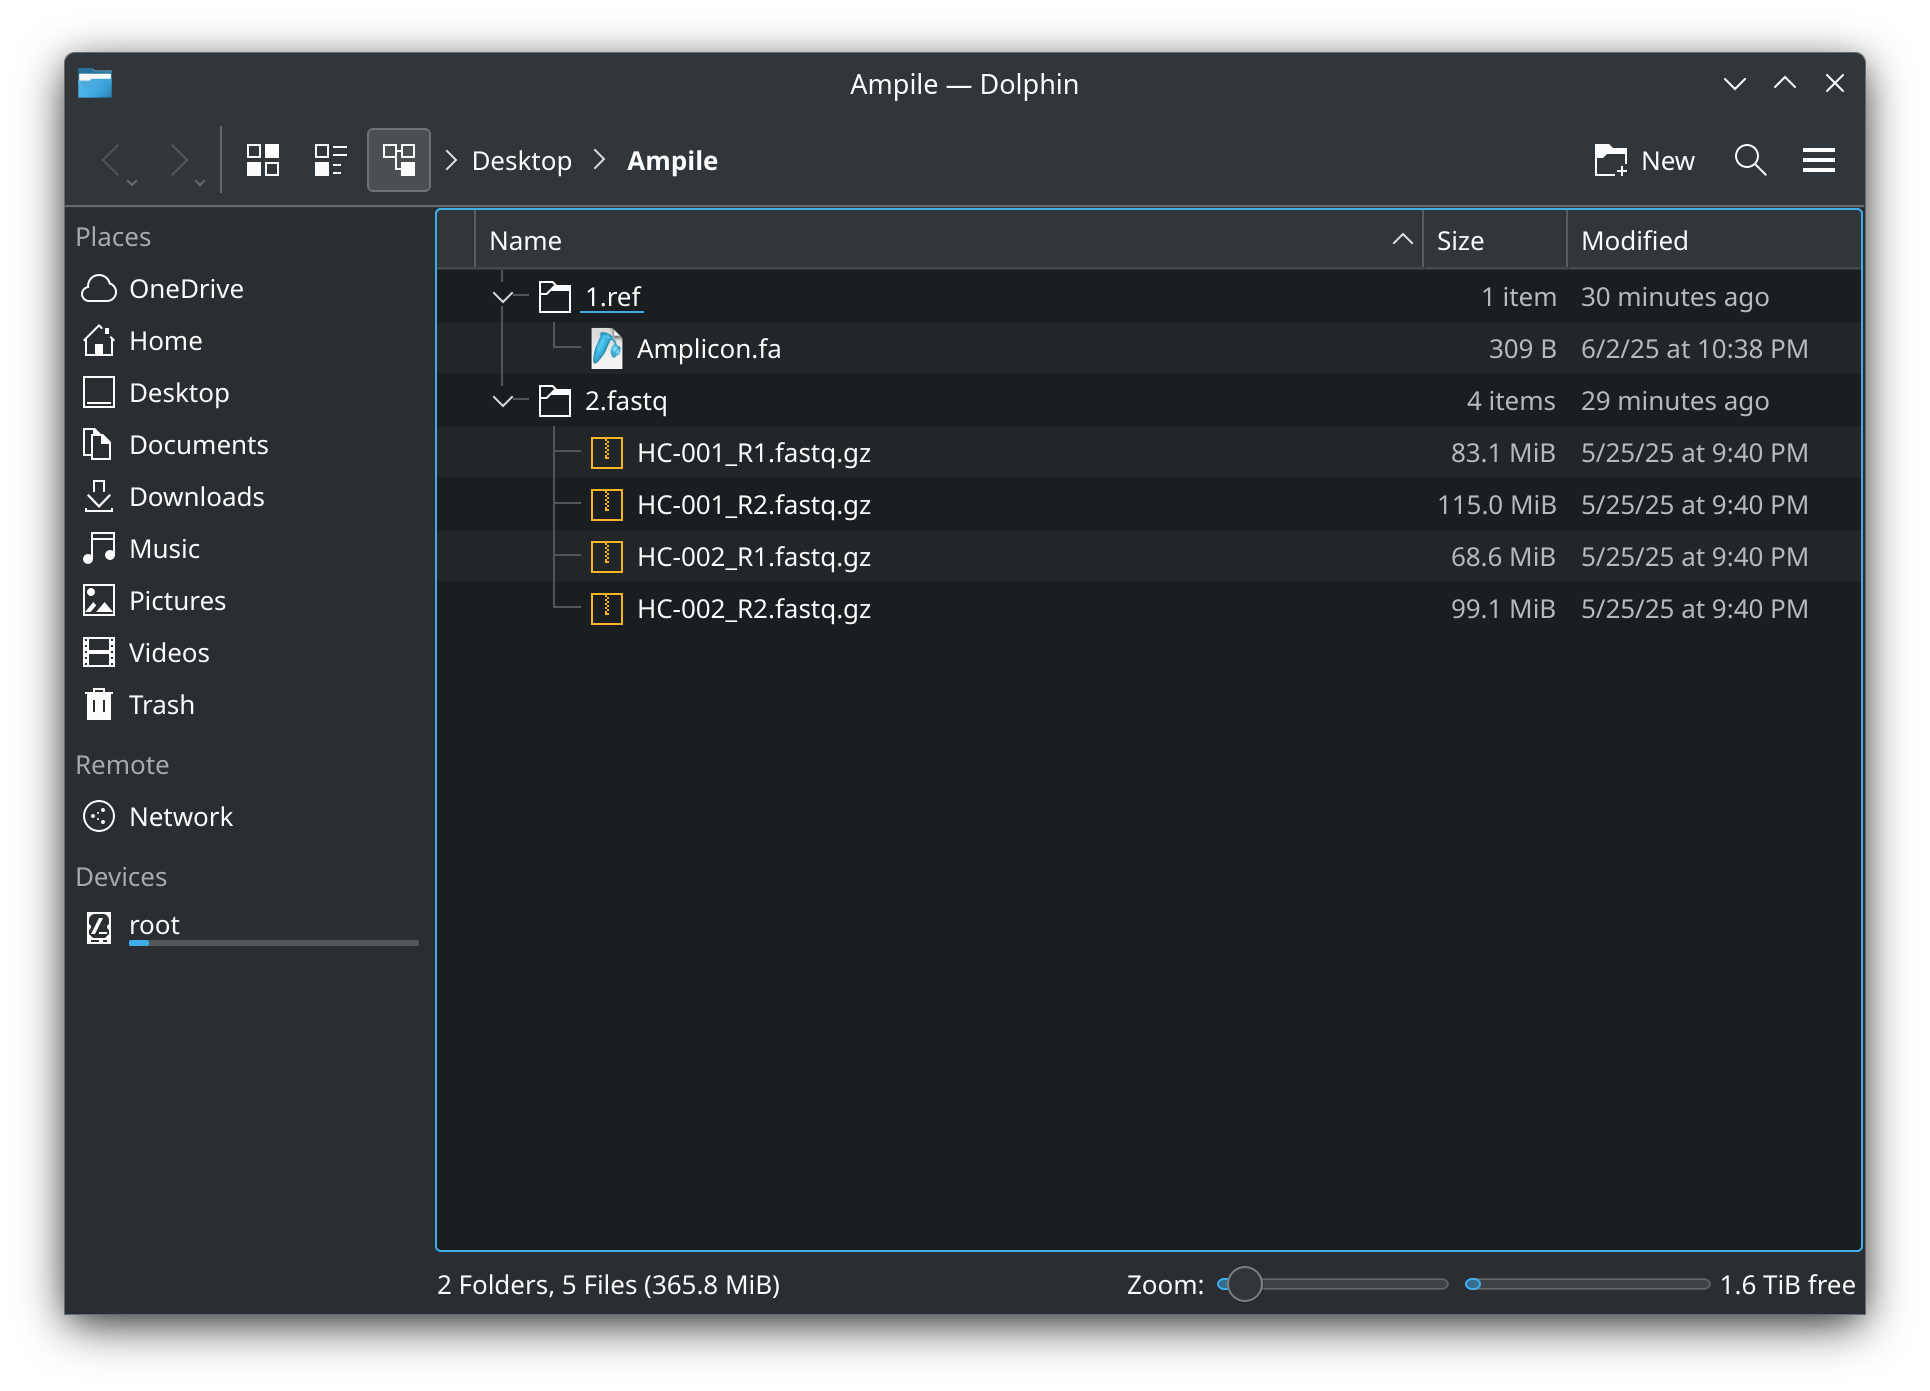 Ampile — Dolphin
Desktop Ampile New
Places
OneDrive
Home
Desktop
Documents
Downloads
Music
Pictures
Videos
Trash
Remote
Network
Devices
root
Name Size Modified
1.ref 1 item 30 minutes ago
Amplicon.fa 309 B 6/2/25 at 10:38 PM
2.fastq 4 items 29 minutes ago
HC-001_R1.fastq.gz 83.1 MiB 5/25/25 at 9:40 PM
HC-001_R2.fastq.gz 115.0 MiB 5/25/25 at 9:40 PM
HC-002_R1.fastq.gz 68.6 MiB 5/25/25 at 9:40 PM
HC-002_R2.fastq.gz 99.1 MiB 5/25/25 at 9:40 PM
2 Folders, 5 Files (365.8 MiB) Zoom: 1.6 TiB free